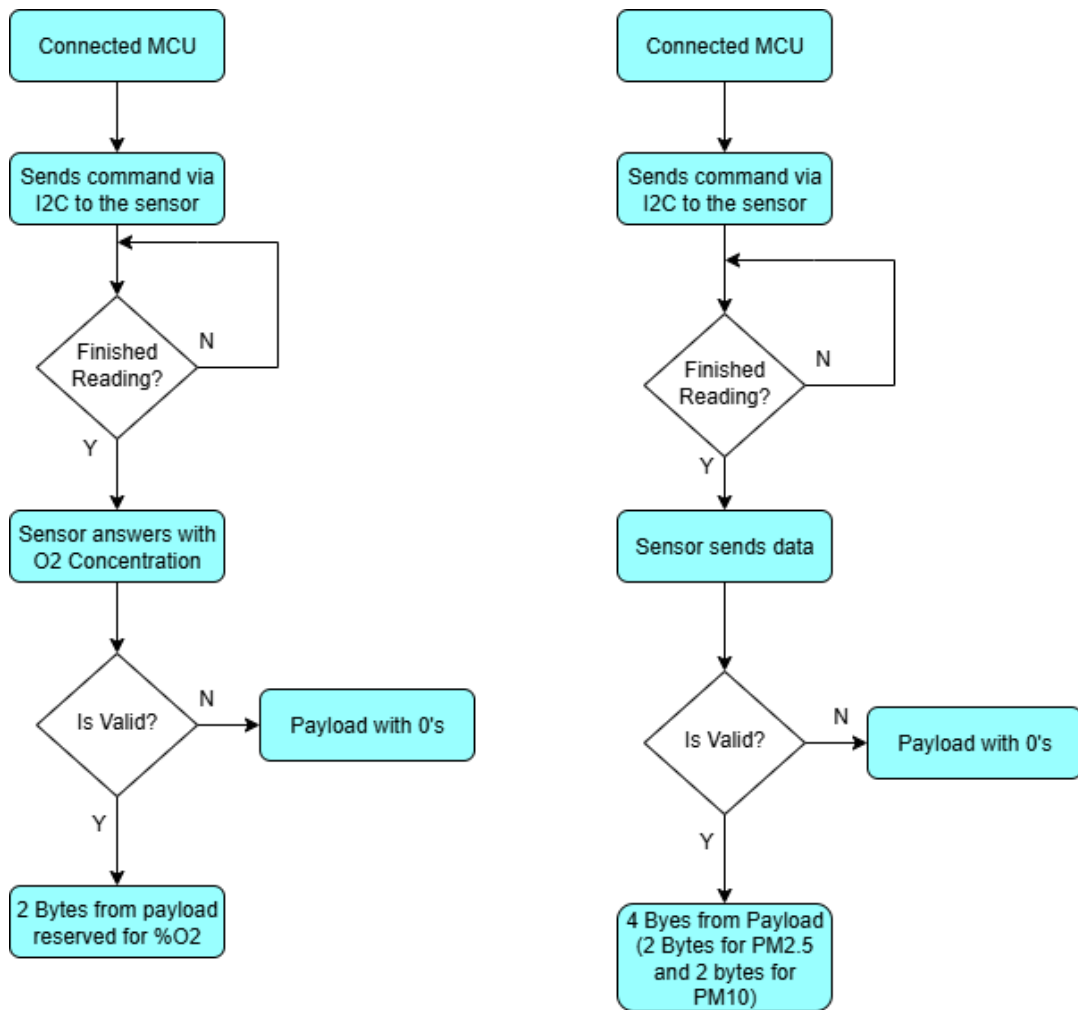 Connected MCU
Sends command via
I2C to the sensor
Finished
Reading?
N
Y
Sensor answers with
O2 Concentration
Is Valid?
N
Payload with 0's
Y
2 Bytes from payload
reserved for %O2
Connected MCU
Sends command via
I2C to the sensor
Finished
Reading?
N
Y
Sensor sends data
Is Valid?
N
Payload with 0's
Y
4 Byes from Payload
(2 Bytes for PM2.5
and 2 bytes for
PM10)